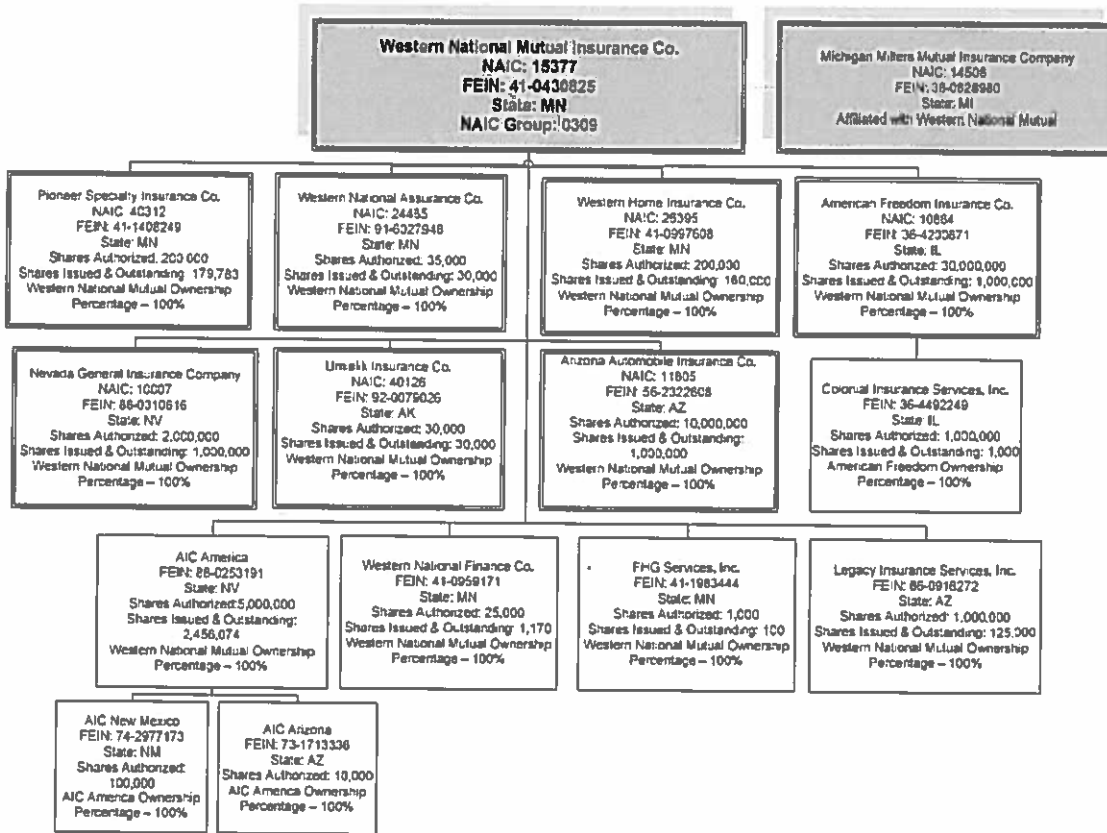 Western National Mutual Insurance Co.
NAIC: 15377
FEIN: 41-0430825
State: MN
NAIC Group: 0309
Michigan Millers Mutual Insurance Company
NAIC: 14508
FEIN: 38-0828980
State: MI
Affiliated with Western National Mutual
Pioneer Specialty Insurance Co.
NAIC: 40312
FEIN: 41-1408249
State: MN
Shares Authorized: 200,000
Shares Issued & Outstanding: 179,783
Western National Mutual Ownership
Percentage – 100%
Western National Assurance Co.
NAIC: 24465
FEIN: 91-6027948
State: MN
Shares Authorized: 35,000
Shares Issued & Outstanding: 30,000
Western National Mutual Ownership
Percentage – 100%
Western Home Insurance Co.
NAIC: 26395
FEIN: 41-0997608
State: MN
Shares Authorized: 200,000
Shares Issued & Outstanding: 160,000
Western National Mutual Ownership
Percentage – 100%
American Freedom Insurance Co.
NAIC: 10864
FEIN: 36-4230871
State: IL
Shares Authorized: 30,000,000
Shares Issued & Outstanding: 1,000,000
Western National Mutual Ownership
Percentage – 100%
Nevada General Insurance Company
NAIC: 10007
FEIN: 88-0310616
State: NV
Shares Authorized: 2,000,000
Shares Issued & Outstanding: 1,000,000
Western National Mutual Ownership
Percentage – 100%
Umialik Insurance Co.
NAIC: 40126
FEIN: 92-0079026
State: AK
Shares Authorized: 30,000
Shares Issued & Outstanding: 30,000
Western National Mutual Ownership
Percentage – 100%
Arizona Automobile Insurance Co.
NAIC: 11805
FEIN: 56-2322608
State: AZ
Shares Authorized: 10,000,000
Shares Issued & Outstanding:
1,000,000
Western National Mutual Ownership
Percentage – 100%
Colonial Insurance Services, Inc.
FEIN: 36-4492249
State: IL
Shares Authorized: 1,000,000
Shares Issued & Outstanding: 1,000
American Freedom Ownership
Percentage – 100%
AIC America
FEIN: 88-0253191
State: NV
Shares Authorized:5,000,000
Shares Issued & Outstanding:
2,456,074
Western National Mutual Ownership
Percentage – 100%
Western National Finance Co.
FEIN: 41-0959171
State: MN
Shares Authorized: 25,000
Shares Issued & Outstanding: 1,170
Western National Mutual Ownership
Percentage – 100%
FHG Services, Inc.
FEIN: 41-1983444
State: MN
Shares Authorized: 1,000
Shares Issued & Outstanding: 100
Western National Mutual Ownership
Percentage – 100%
Legacy Insurance Services, Inc.
FEIN: 86-0916272
State: AZ
Shares Authorized: 1,000,000
Shares Issued & Outstanding: 125,000
Western National Mutual Ownership
Percentage – 100%
AIC New Mexico
FEIN: 74-2977173
State: NM
Shares Authorized:
100,000
AIC America Ownership
Percentage – 100%
AIC Arizona
FEIN: 73-1713336
State: AZ
Shares Authorized: 10,000
AIC America Ownership
Percentage – 100%